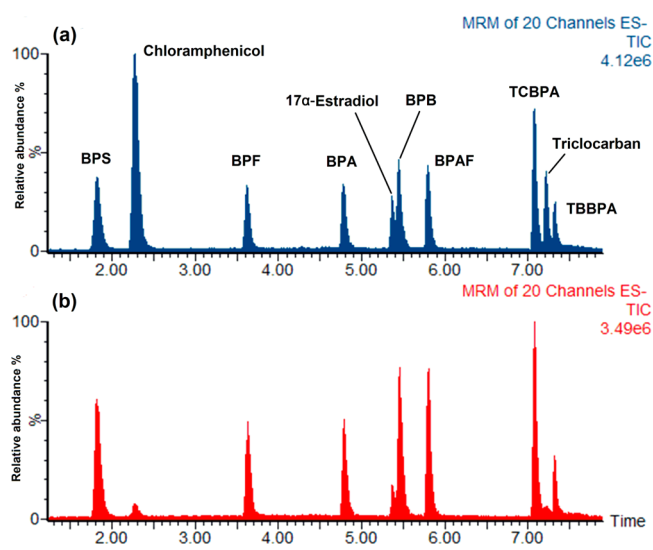 (a)
MRM of 20 Channels ES-
TIC
4.12e6
Chloramphenicol
TCBPA
17α-Estradiol
BPB
BPS
BPF
BPA
BPAF
Triclocarban
TBBPA
Relative abundance %
100
%
0
2.00 3.00 4.00 5.00 6.00 7.00
(b)
MRM of 20 Channels ES-
TIC
3.49e6
Relative abundance %
100
%
0
2.00 3.00 4.00 5.00 6.00 7.00
Time